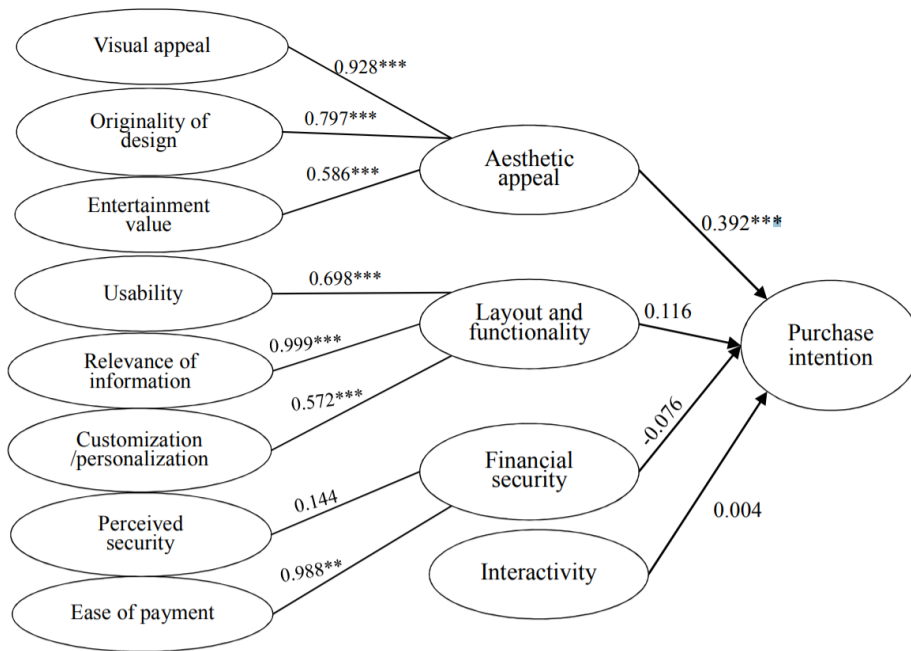 Visual appeal
0.928***
Originality of
design
0.797***
Entertainment
value
0.586***
Aesthetic
appeal
0.392***
Usability
0.698***
Relevance of
information
0.999***
Customization
/personalization
0.572***
Layout and
functionality
0.116
Purchase
intention
Perceived
security
0.144
Ease of payment
0.988**
Financial
security
-0.076
Interactivity
0.004